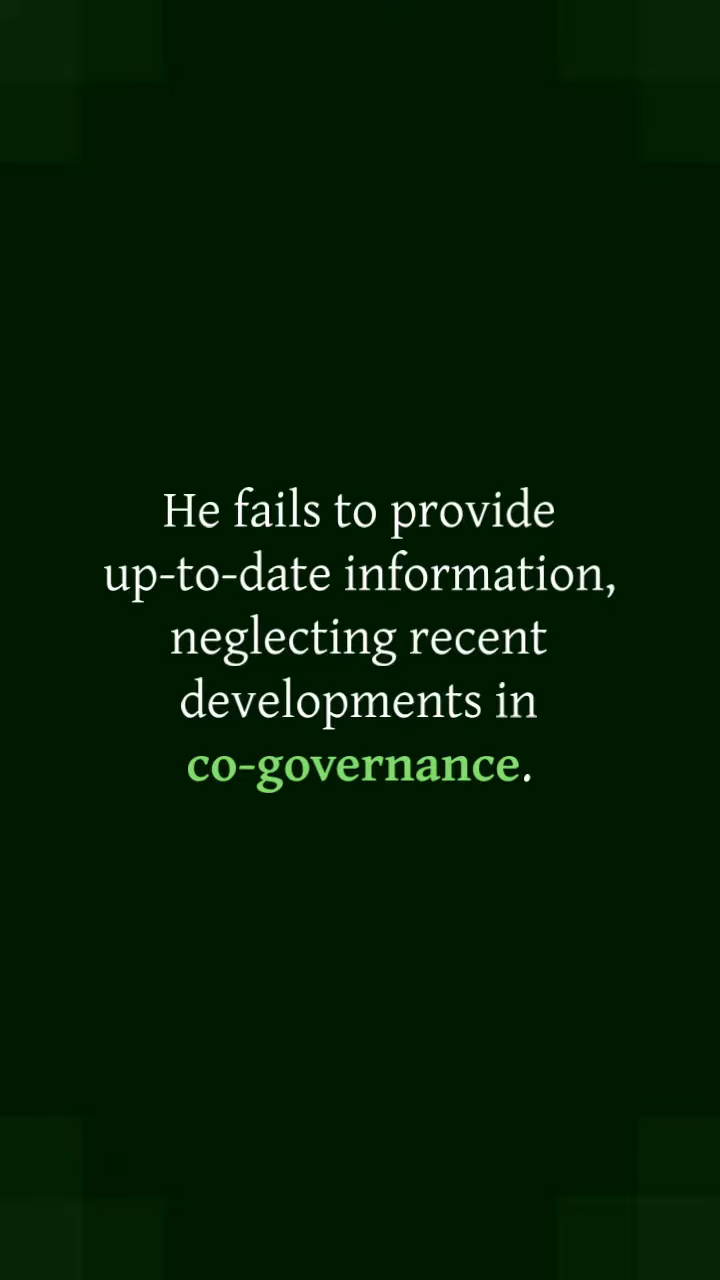 He fails to provide
up-to-date information,
neglecting recent
developments in
co-governance.